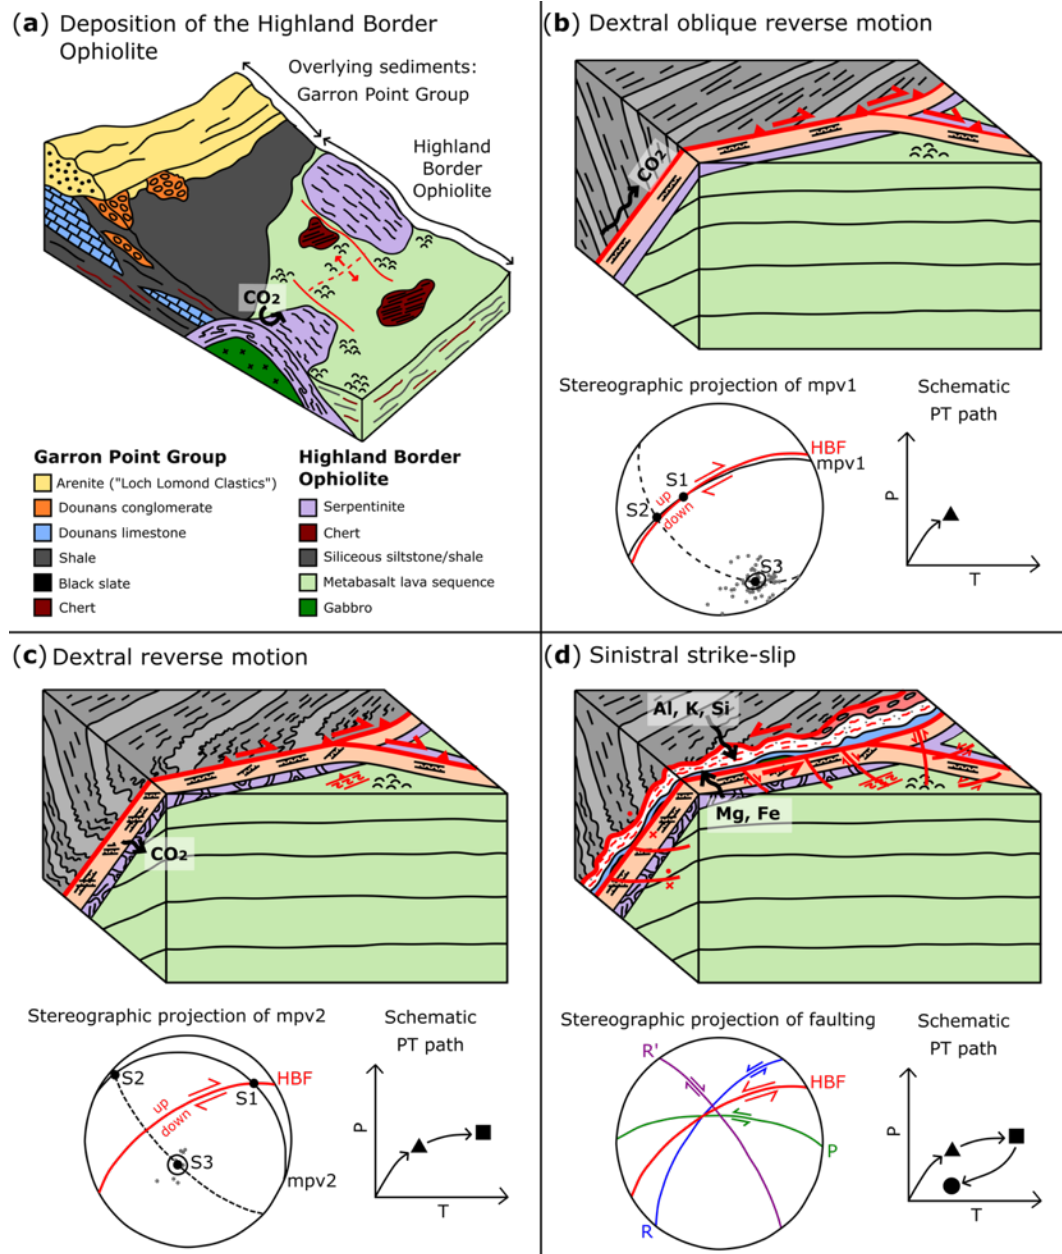 (a) Deposition of the Highland Border
Ophiolite
Overlying sediments:
Garron Point Group
Highland
Border
Ophiolite
CO₂
Garron Point Group
Arenite ("Loch Lomond Clastics")
Dounans conglomerate
Dounans limestone
Shale
Black slate
Chert
Highland Border
Ophiolite
Serpentinite
Chert
Siliceous siltstone/shale
Metabasalt lava sequence
Gabbro
(b) Dextral oblique reverse motion
CO₂
Stereographic projection of mpv1
HBF
mpv1
S1
S2
up
down
S3
Schematic
PT path
P
T
(c) Dextral reverse motion
CO₂
Stereographic projection of mpv2
S2
HBF
S1
up
down
S3
mpv2
Schematic
PT path
P
T
(d) Sinistral strike-slip
Al, K, Si
Mg, Fe
Stereographic projection of faulting
R'
HBF
P
R
Schematic
PT path
P
T